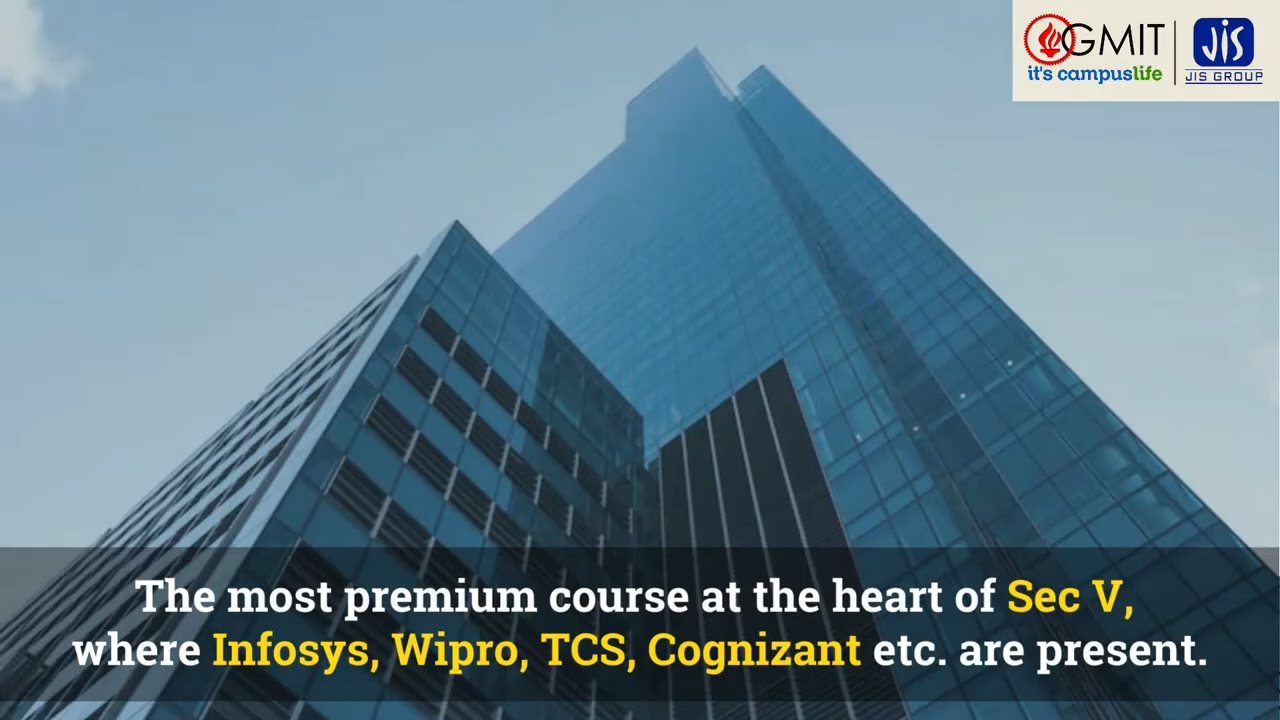 GMIT
it's campuslife
JIS
JIS GROUP
The most premium course at the heart of Sec V,
where Infosys, Wipro, TCS, Cognizant etc. are present.